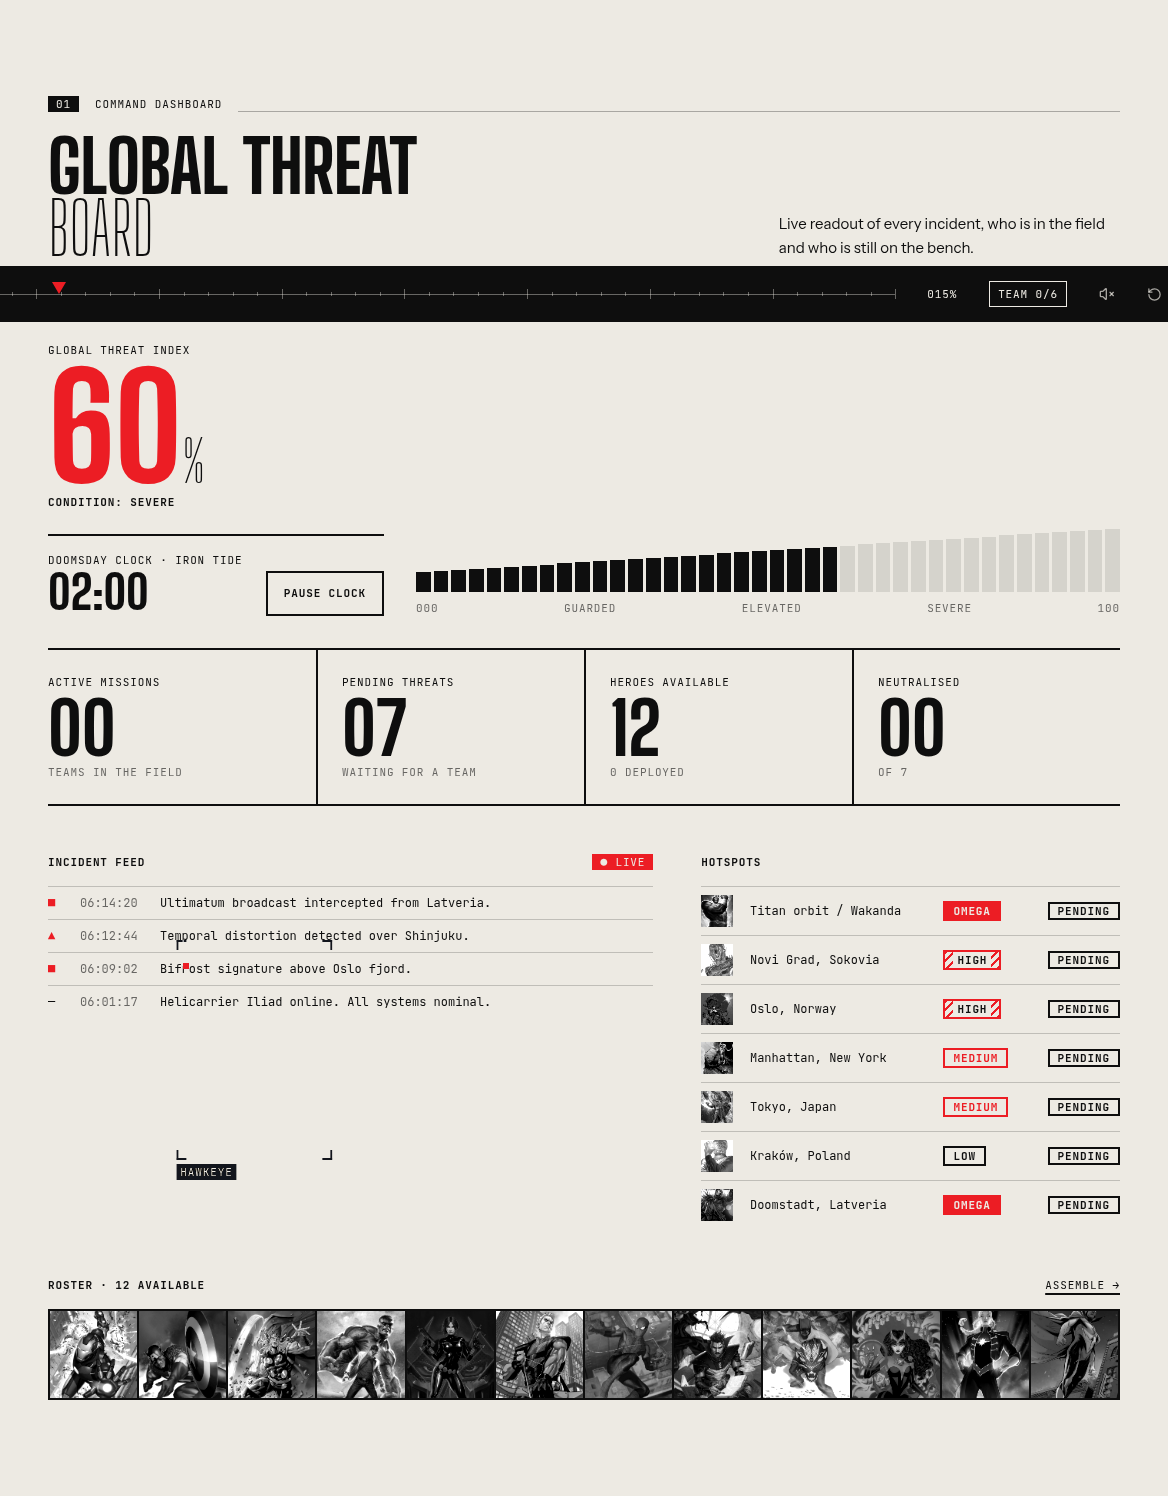 01 COMMAND DASHBOARD
GLOBAL THREAT
BOARD
Live readout of every incident, who is in the field
and who is still on the bench.
015% TEAM 0/6
GLOBAL THREAT INDEX
60%
CONDITION: SEVERE
DOOMSDAY CLOCK · IRON TIDE
02:00
PAUSE CLOCK
000 GUARDED ELEVATED SEVERE 100
ACTIVE MISSIONS
00
TEAMS IN THE FIELD
PENDING THREATS
07
WAITING FOR A TEAM
HEROES AVAILABLE
12
0 DEPLOYED
NEUTRALISED
00
OF 7
INCIDENT FEED
LIVE
06:14:20 Ultimatum broadcast intercepted from Latveria.
06:12:44 Temporal distortion detected over Shinjuku.
06:09:02 Bifrost signature above Oslo fjord.
06:01:17 Helicarrier Iliad online. All systems nominal.
HAWKEYE
HOTSPOTS
Titan orbit / Wakanda OMEGA PENDING
Novi Grad, Sokovia HIGH PENDING
Oslo, Norway HIGH PENDING
Manhattan, New York MEDIUM PENDING
Tokyo, Japan MEDIUM PENDING
Kraków, Poland LOW PENDING
Doomstadt, Latveria OMEGA PENDING
ROSTER · 12 AVAILABLE
ASSEMBLE →